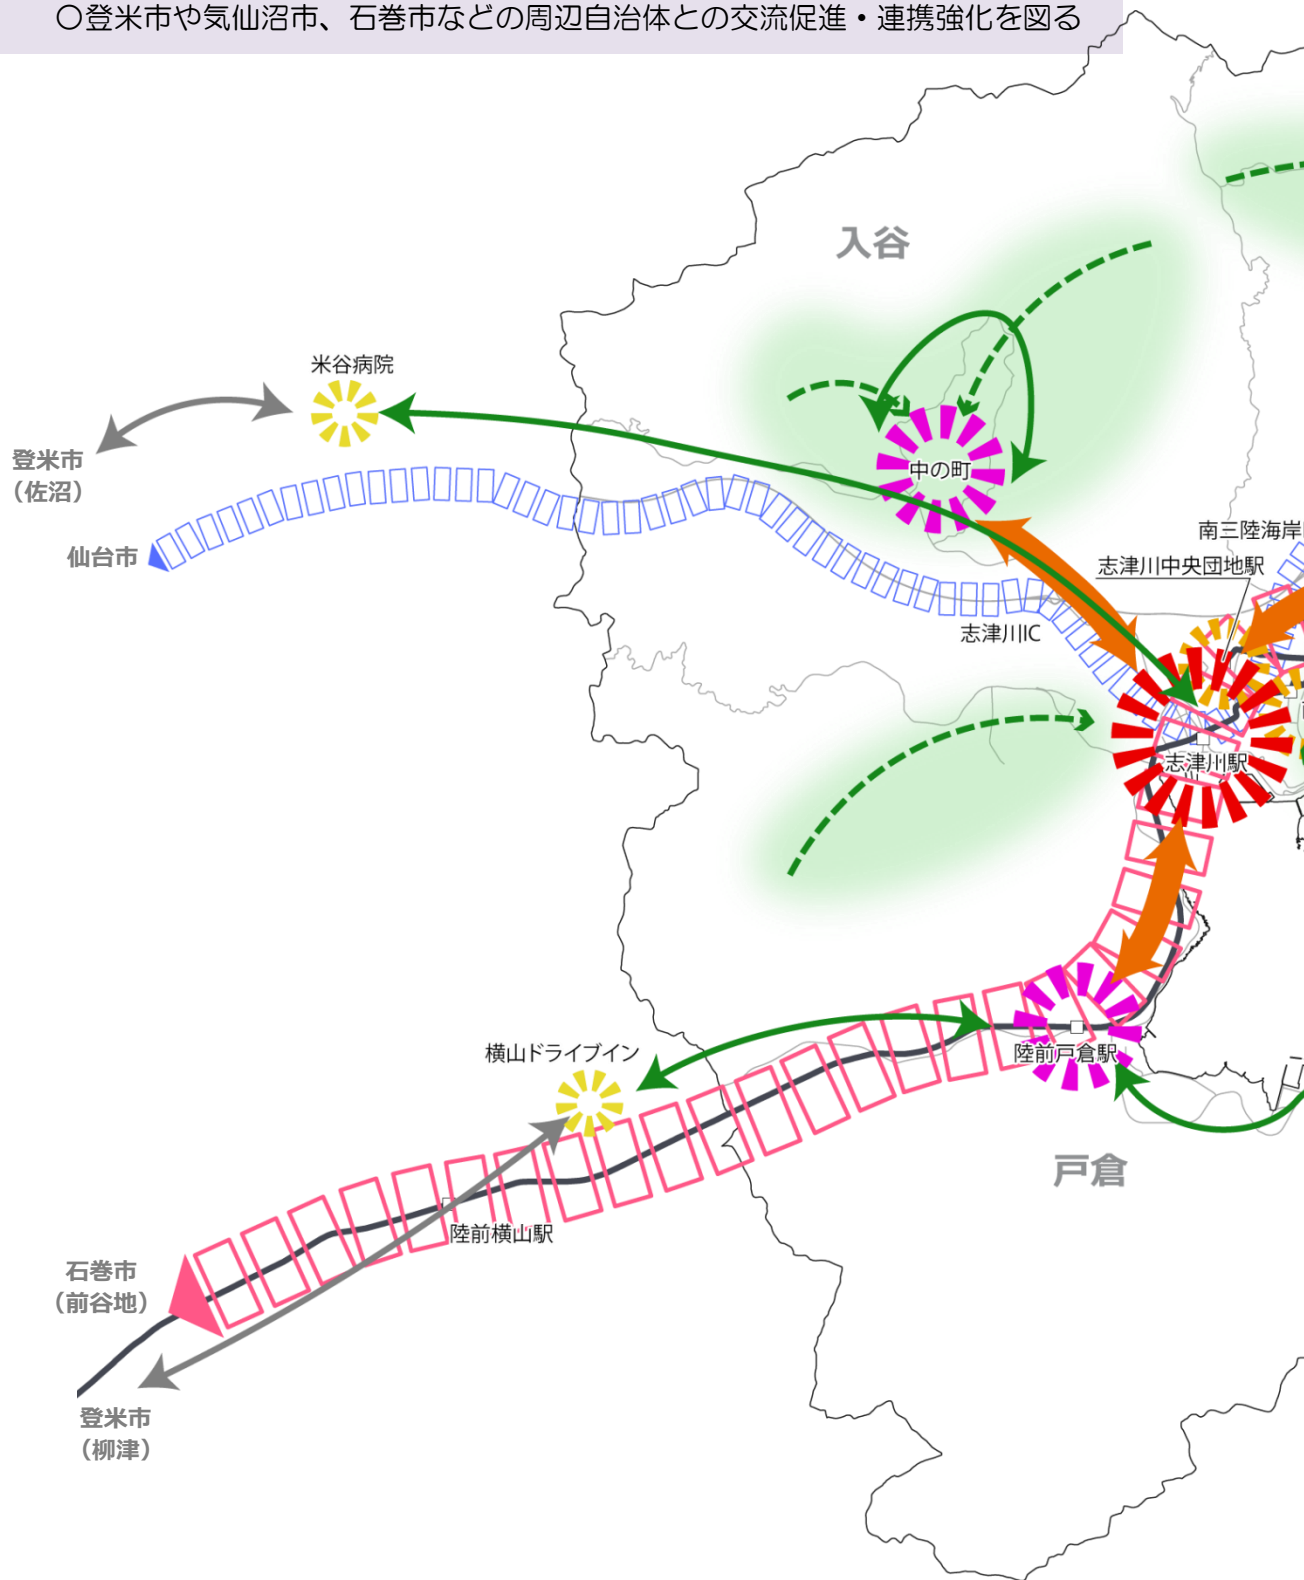 〇登米市や気仙沼市、石巻市などの周辺自治体との交流促進・連携強化を図る
入谷
米谷病院
登米市
（佐沼）
中の町
仙台市
南三陸海岸
志津川中央団地駅
志津川IC
志津川駅
横山ドライブイン
陸前戸倉駅
戸倉
陸前横山駅
石巻市
（前谷地）
登米市
（柳津）